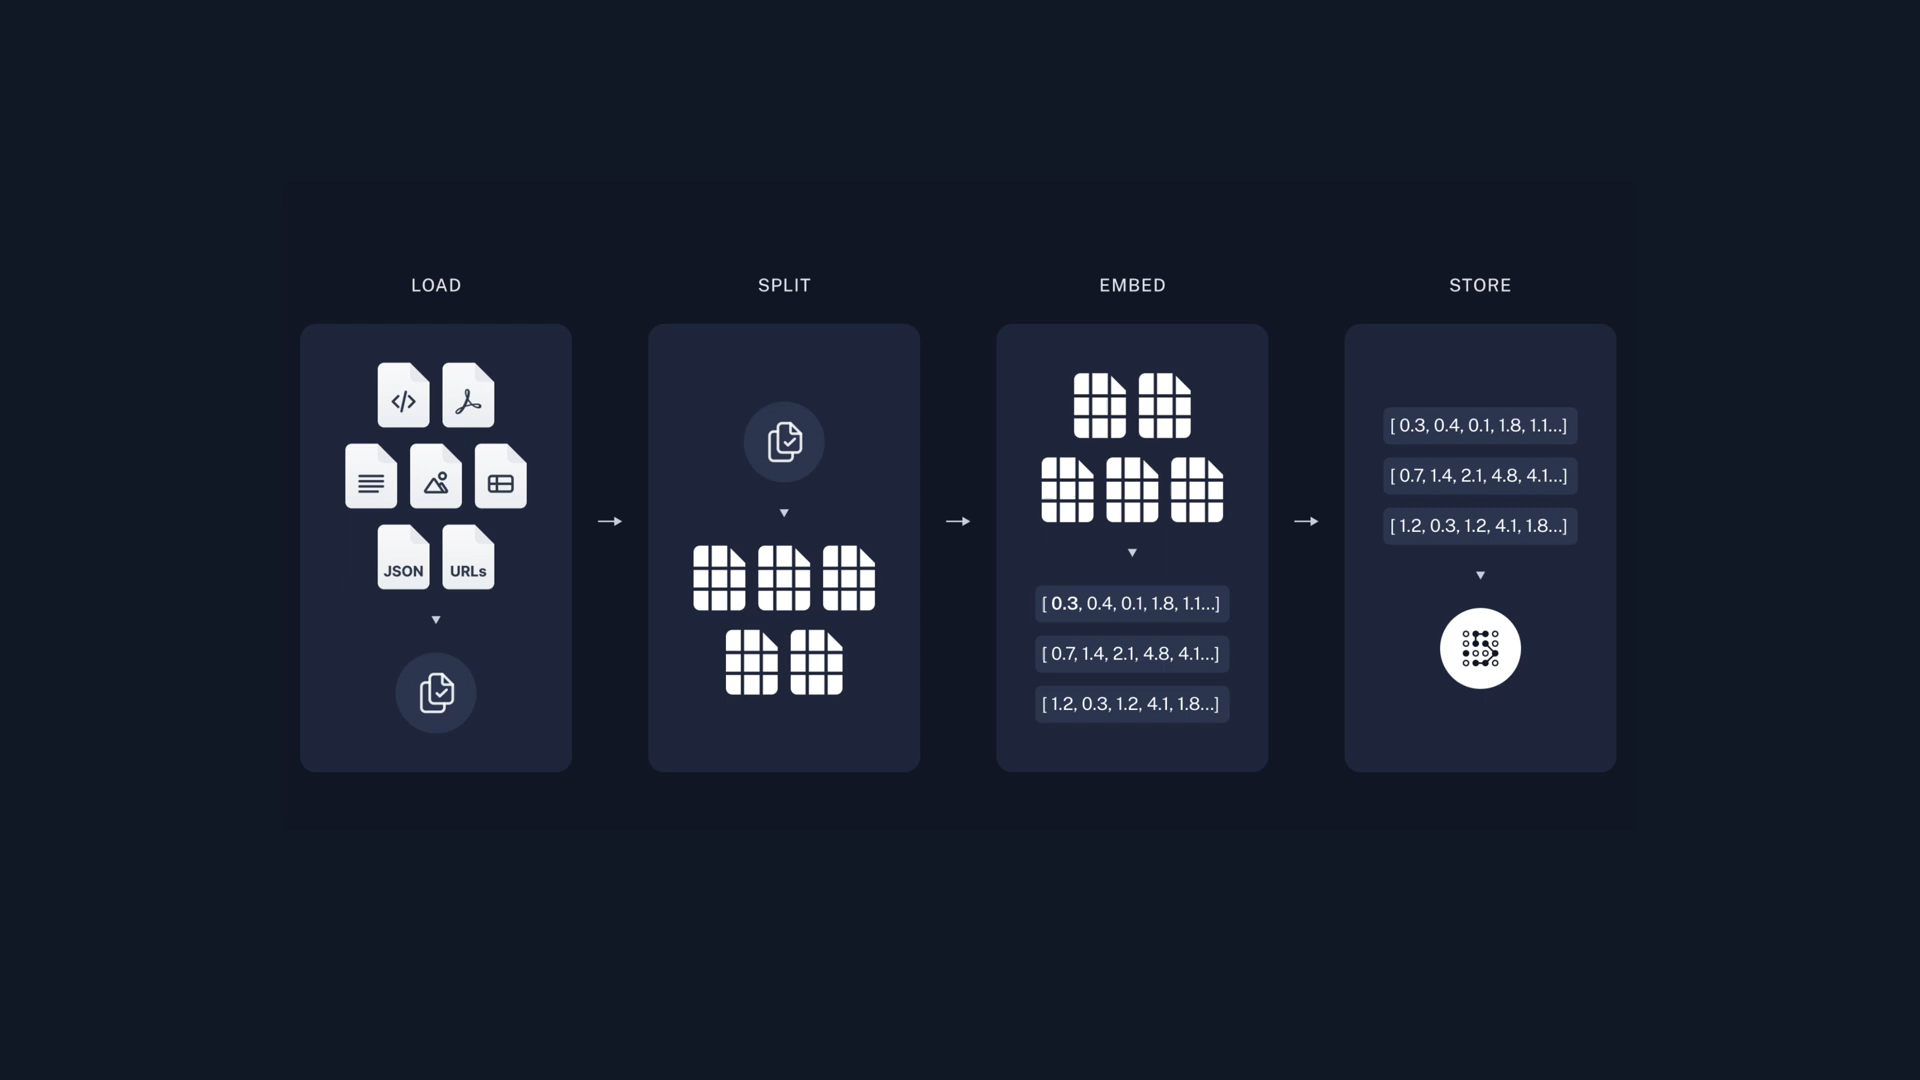 LOAD
SPLIT
EMBED
STORE
JSON
URLs
[ 0.3, 0.4, 0.1, 1.8, 1.1...]
[ 0.7, 1.4, 2.1, 4.8, 4.1...]
[ 1.2, 0.3, 1.2, 4.1, 1.8...]
[ 0.3, 0.4, 0.1, 1.8, 1.1...]
[ 0.7, 1.4, 2.1, 4.8, 4.1...]
[ 1.2, 0.3, 1.2, 4.1, 1.8...]